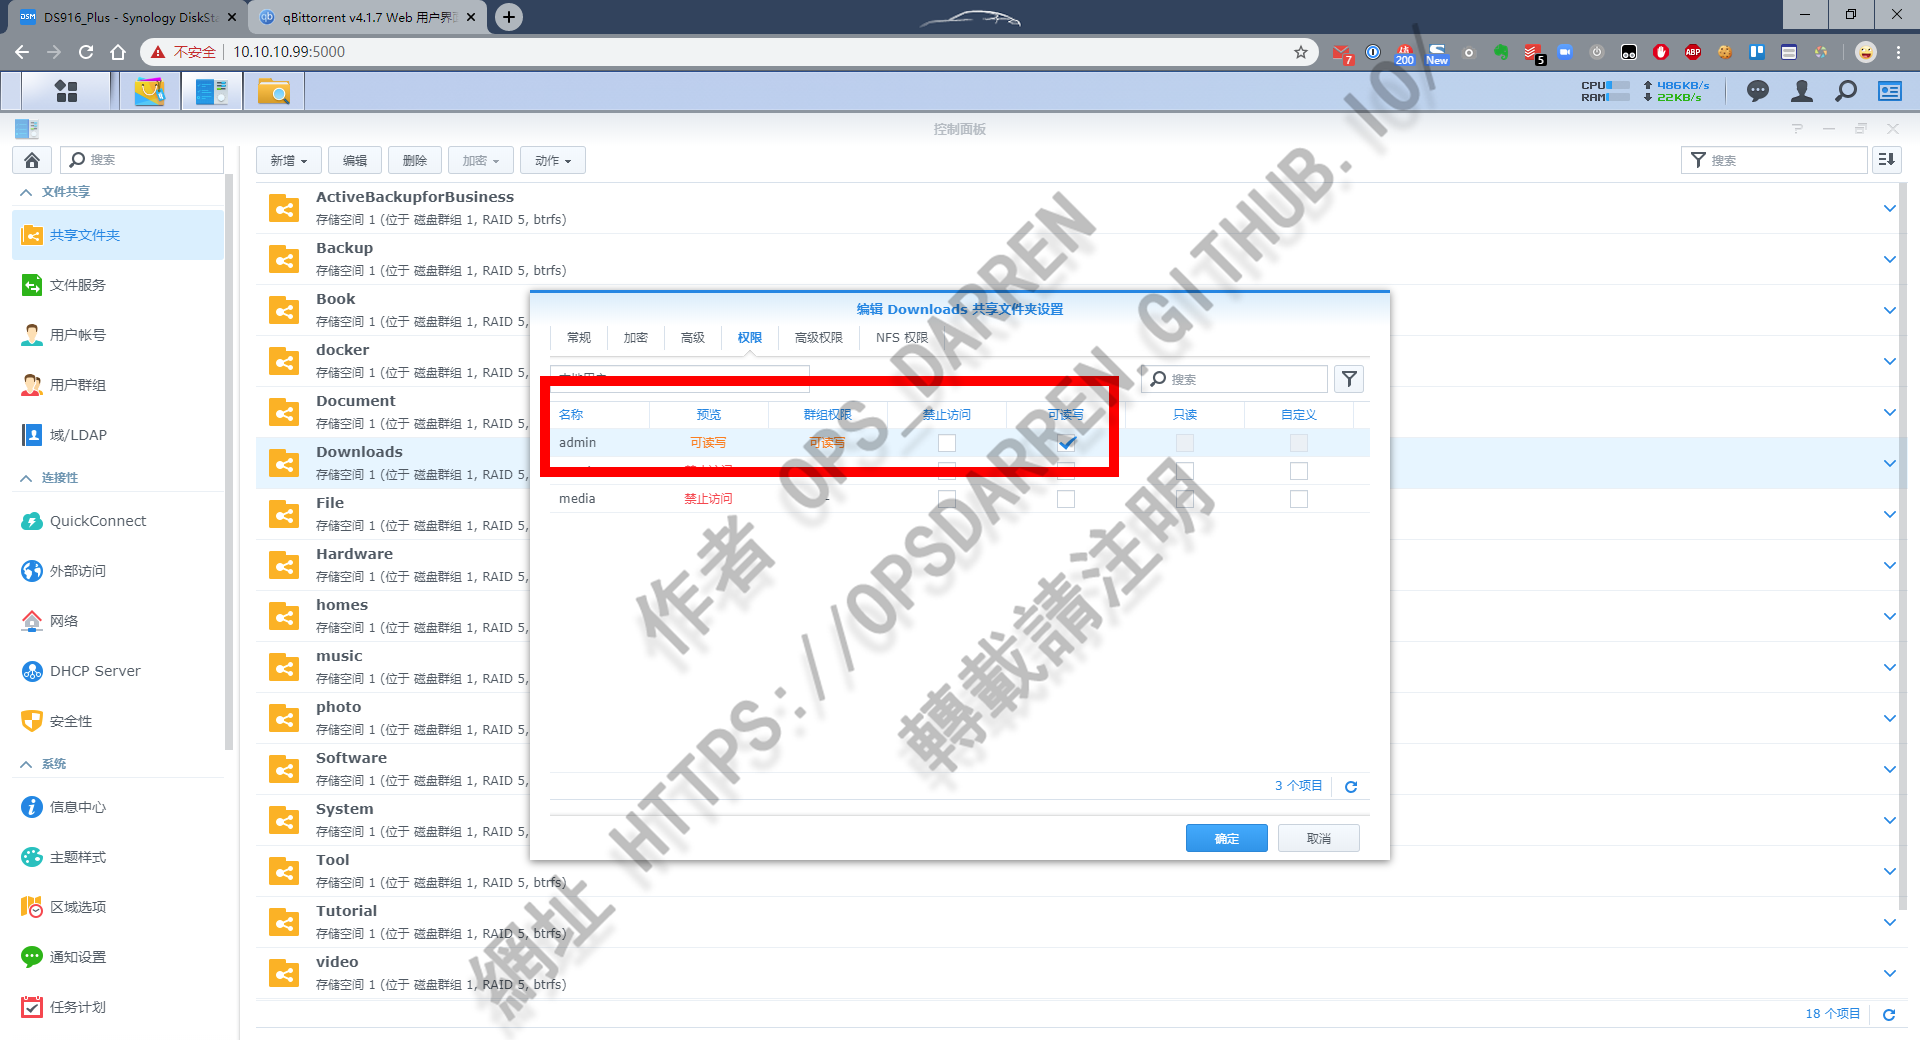 DS916_Plus - Synology DiskSta
qBittorrent v4.1.7 Web 用户界面
不安全
10.10.10.99:5000
7
200
New
5
ABP
CPU
RAM
486KB/s
22KB/s
控制面板
搜索
新增
编辑
删除
加密
动作
搜索
文件共享
共享文件夹
文件服务
用户帐号
用户群组
域/LDAP
连接性
QuickConnect
外部访问
网络
DHCP Server
安全性
系统
信息中心
主题样式
区域选项
通知设置
任务计划
ActiveBackupforBusiness
存储空间 1 (位于 磁盘群组 1, RAID 5, btrfs)
Backup
存储空间 1 (位于 磁盘群组 1, RAID 5, btrfs)
Book
存储空间 1 (位于 磁盘群组 1, RAID 5,
docker
存储空间 1 (位于 磁盘群组 1, RAID 5,
Document
存储空间 1 (位于 磁盘群组 1, RAID 5,
Downloads
存储空间 1 (位于 磁盘群组 1, RAID 5,
File
存储空间 1 (位于 磁盘群组 1, RAID 5,
Hardware
存储空间 1 (位于 磁盘群组 1, RAID 5,
homes
存储空间 1 (位于 磁盘群组 1, RAID 5,
music
存储空间 1 (位于 磁盘群组 1, RAID 5,
photo
存储空间 1 (位于 磁盘群组 1, RAID 5,
Software
存储空间 1 (位于 磁盘群组 1, RAID 5,
System
存储空间 1 (位于 磁盘群组 1, RAID 5,
Tool
存储空间 1 (位于 磁盘群组 1, RAID 5, btrfs)
Tutorial
存储空间 1 (位于 磁盘群组 1, RAID 5, btrfs)
video
存储空间 1 (位于 磁盘群组 1, RAID 5, btrfs)
18 个项目
编辑 Downloads 共享文件夹设置
常规
加密
高级
权限
高级权限
NFS 权限
搜索
名称 预览 群组权限 禁止访问 可读写 只读 自定义
admin 可读写 可读写
media 禁止访问 -
3 个项目
确定
取消
作者 OPS_DARREN
網址 HTTPS://OPSDARREN.GITHUB.IO/
轉載請注明